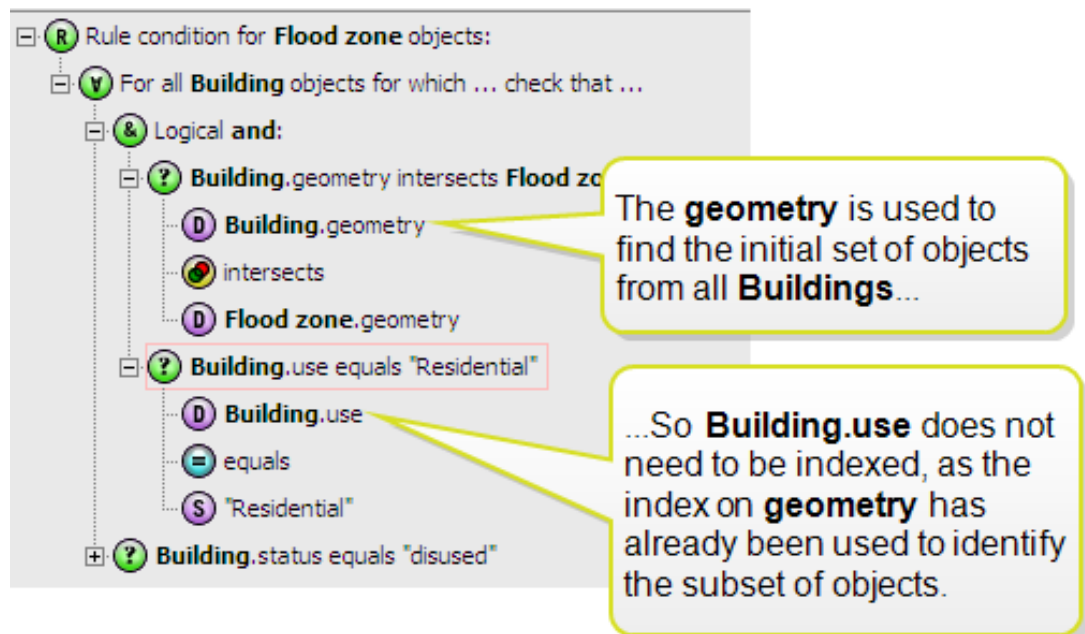 R Rule condition for Flood zone objects:
∀ For all Building objects for which ... check that ...
& Logical and:
? Building.geometry intersects Flood zo
D Building.geometry
intersects
D Flood zone.geometry
? Building.use equals "Residential"
D Building.use
= equals
S "Residential"
? Building.status equals "disused"
The geometry is used to
find the initial set of objects
from all Buildings...
...So Building.use does not
need to be indexed, as the
index on geometry has
already been used to identify
the subset of objects.